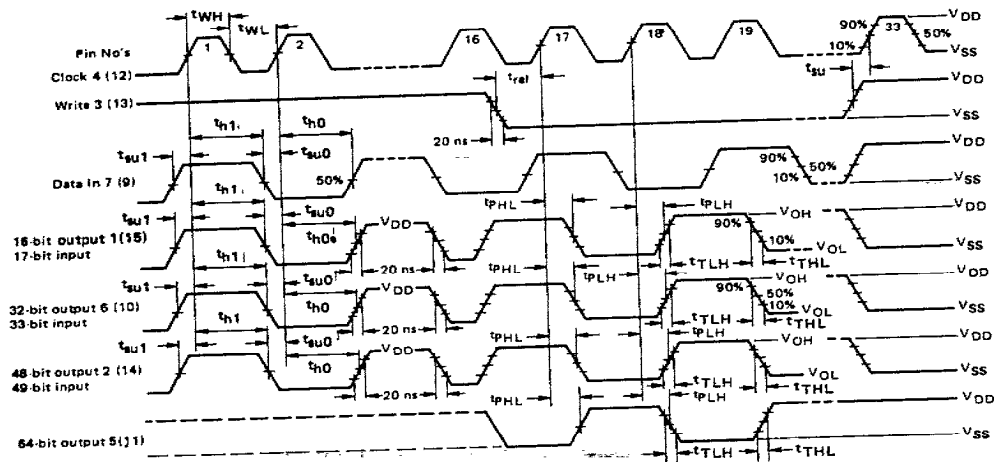 tWH
tWL
Pin No's
Clock 4 (12)
1
2
16
17
18
19
90%
33
50%
10%
VDD
VSS
Write 3 (13)
trel
20 ns
tsu
VDD
VSS
th1
th0
tsu1
tsu0
Data In 7 (9)
50%
90%
50%
10%
VDD
VSS
tsu1
th1
tsu0
th0
tPHL
tPLH
16-bit output 1 (15)
17-bit input
VDD
20 ns
90%
VOH
10%
VOL
tTLH
tTHL
VDD
VSS
tsu1
th1
tsu0
th0
tPHL
tPLH
32-bit output 6 (10)
33-bit input
VDD
20 ns
90%
VOH
50%
10%
VOL
tTLH
tTHL
VDD
VSS
tsu1
th1
tsu0
th0
tPHL
tPLH
48-bit output 2 (14)
49-bit input
VDD
20 ns
VOH
VOL
tTLH
tTHL
VDD
VSS
tPHL
tPLH
64-bit output 5 (11)
tTLH
tTHL
VDD
VSS